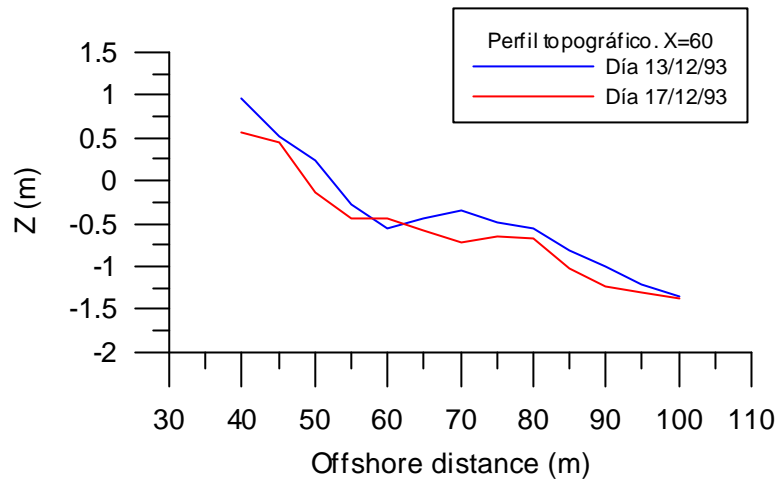 Perfil topográfico. X=60
Día 13/12/93
Día 17/12/93
1.5
1
0.5
0
-0.5
-1
-1.5
-2
Z (m)
30 40 50 60 70 80 90 100 110
Offshore distance (m)